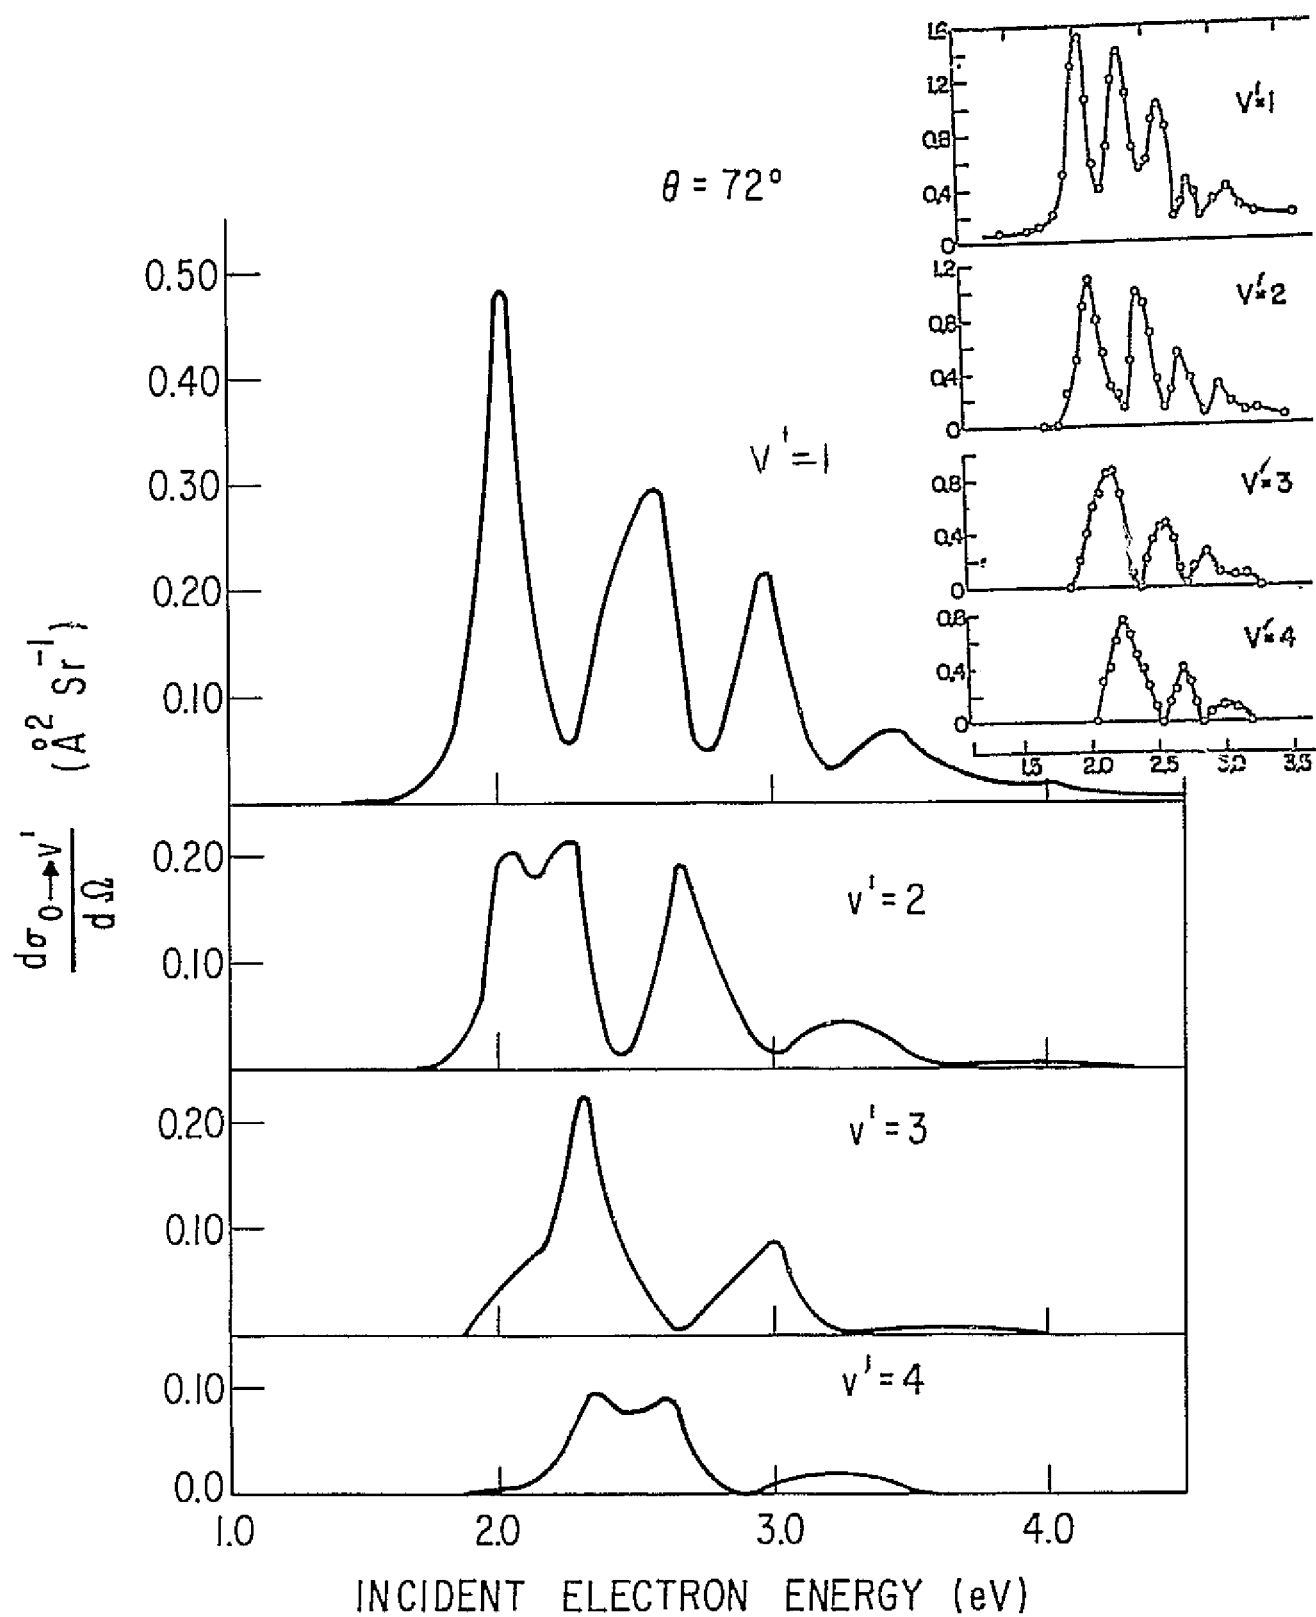 θ = 72°
1.6
1.2
0.8
0.4
0
V'=1
1.2
0.8
0.4
0
V'=2
0.8
0.4
0
V'=3
0.8
0.4
0
V'=4
1.5 2.0 2.5 3.0 3.5
0.50
0.40
0.30
0.20
0.10
V'=1
0.20
0.10
v'=2
0.20
0.10
v'=3
0.10
0.0
v'=4
dσ₀→v' / dΩ (Å² Sr⁻¹)
1.0 2.0 3.0 4.0
INCIDENT ELECTRON ENERGY (eV)